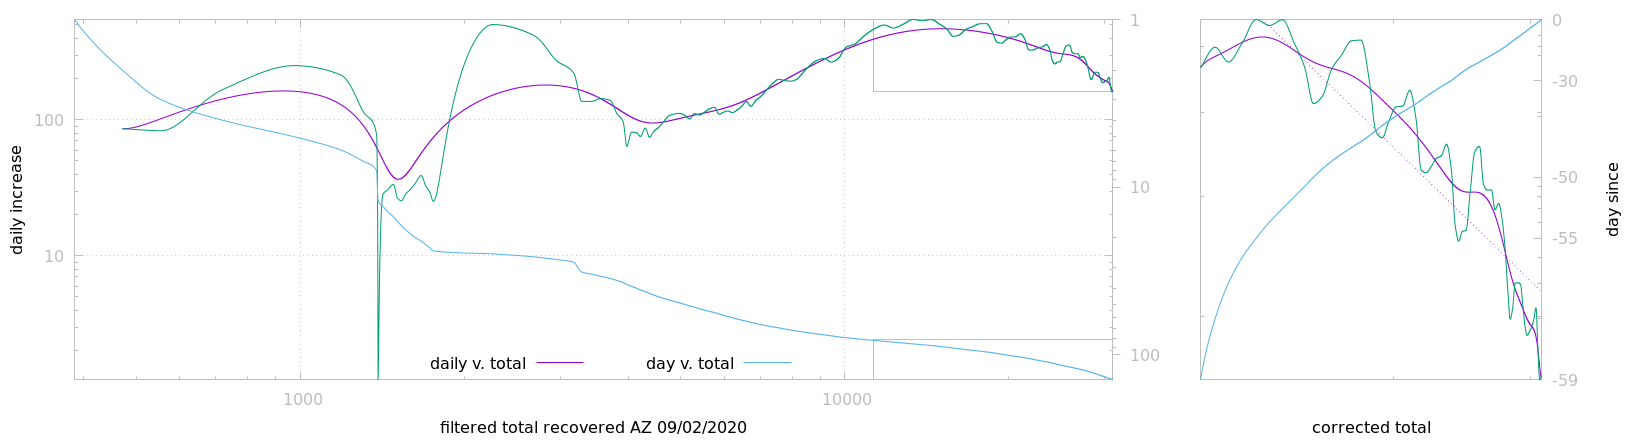 1
0
100
10
-30
-50
-55
10
100
-59
daily increase
day since
daily v. total
day v. total
1000
10000
filtered total recovered AZ 09/02/2020
corrected total